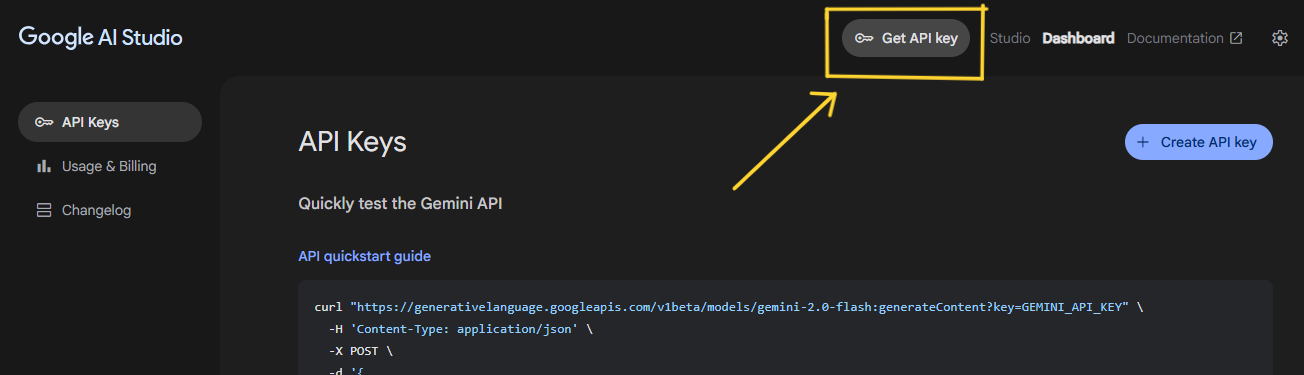 Google AI Studio
Get API key
Studio
Dashboard
Documentation
API Keys
Usage & Billing
Changelog
API Keys
Create API key
Quickly test the Gemini API
API quickstart guide
curl "https://generativelanguage.googleapis.com/v1beta/models/gemini-2.0-flash:generateContent?key=GEMINI_API_KEY" \
-H 'Content-Type: application/json' \
-X POST \
-d '{